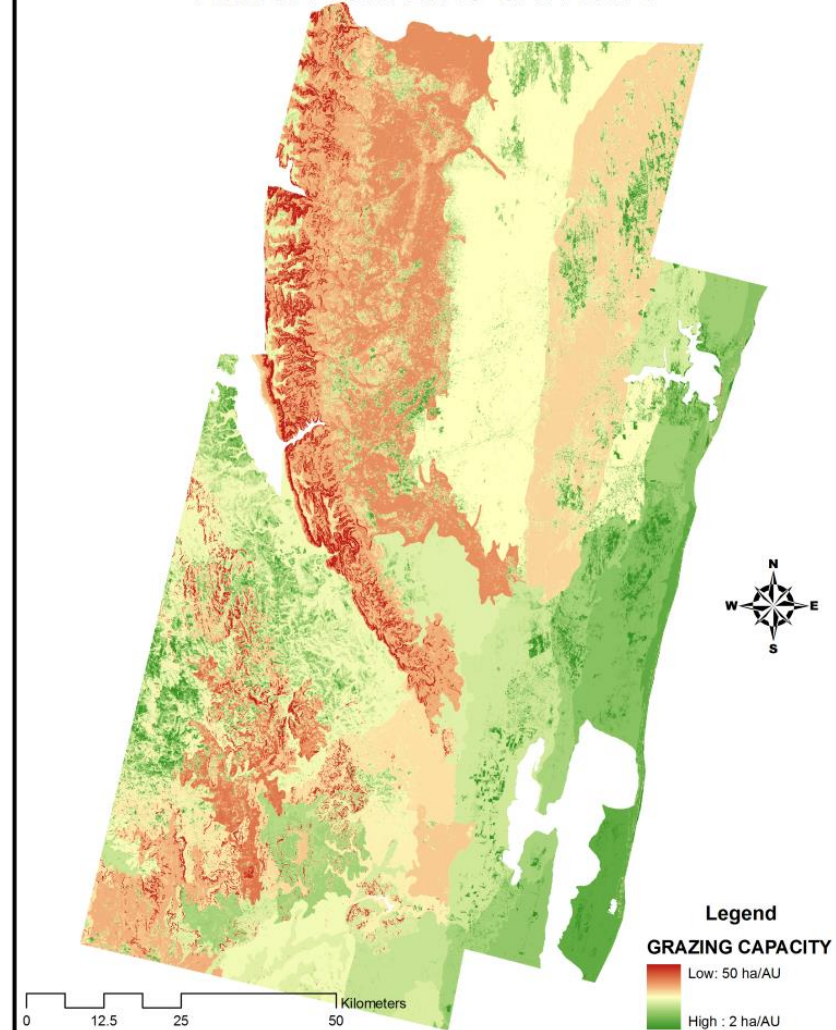 N
W E
S
Legend
GRAZING CAPACITY
Low: 50 ha/AU
High : 2 ha/AU
Kilometers
0 12.5 25 50